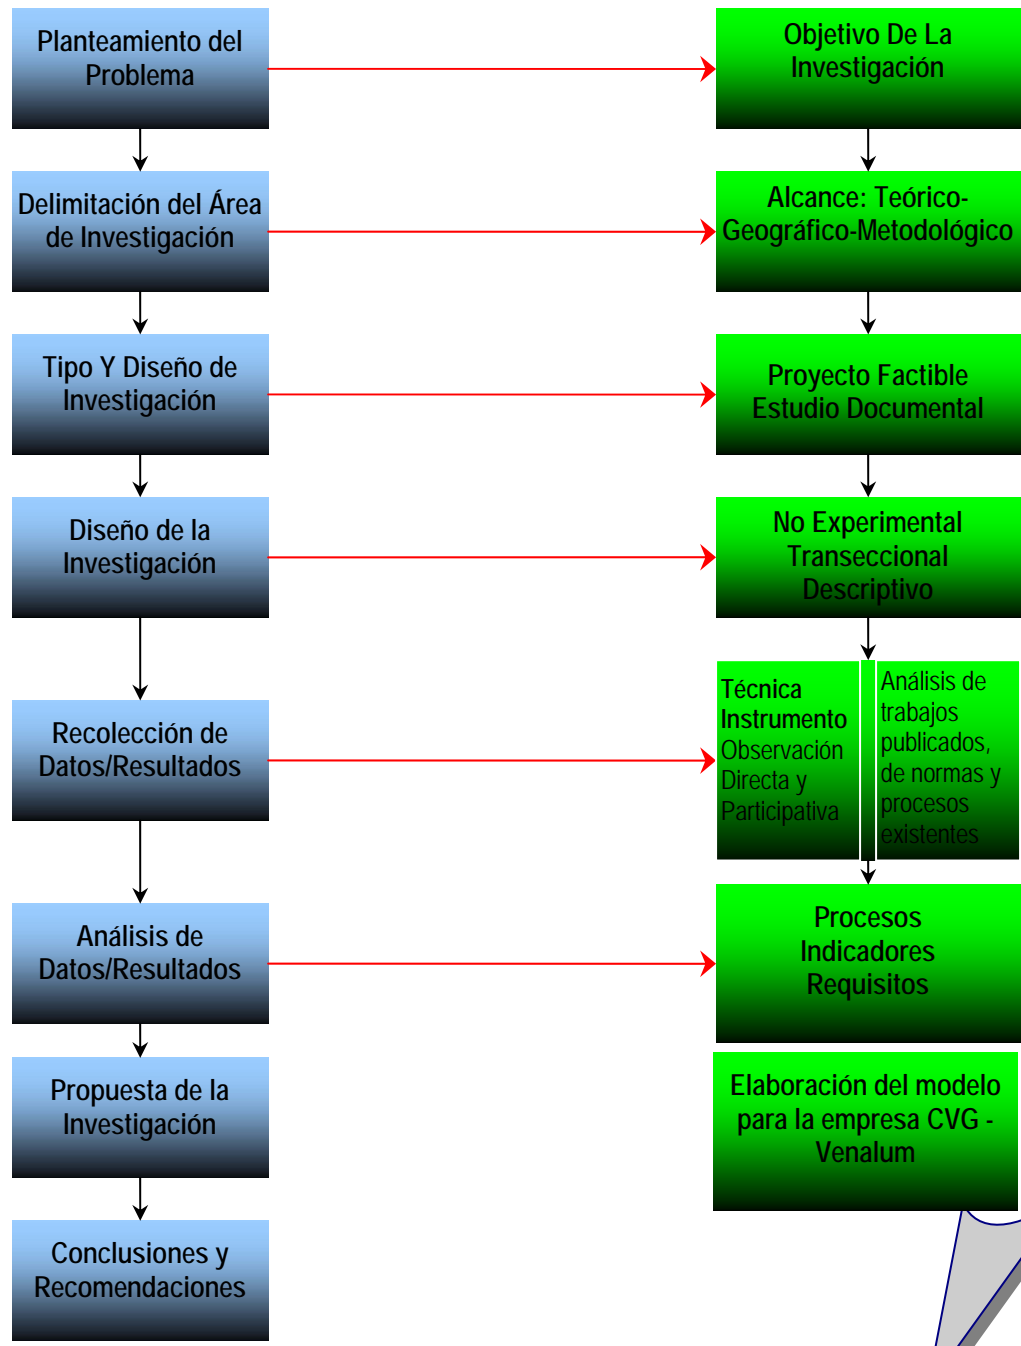 Planteamiento del
Problema
Objetivo De La
Investigación
Delimitación del Área
de Investigación
Alcance: Teórico-
Geográfico-Metodológico
Tipo Y Diseño de
Investigación
Proyecto Factible
Estudio Documental
Diseño de la
Investigación
No Experimental
Transeccional
Descriptivo
Recolección de
Datos/Resultados
Técnica
Instrumento
Observación
Directa y
Participativa
Análisis de
trabajos
publicados,
de normas y
procesos
existentes
Análisis de
Datos/Resultados
Procesos
Indicadores
Requisitos
Propuesta de la
Investigación
Elaboración del modelo
para la empresa CVG -
Venalum
Conclusiones y
Recomendaciones